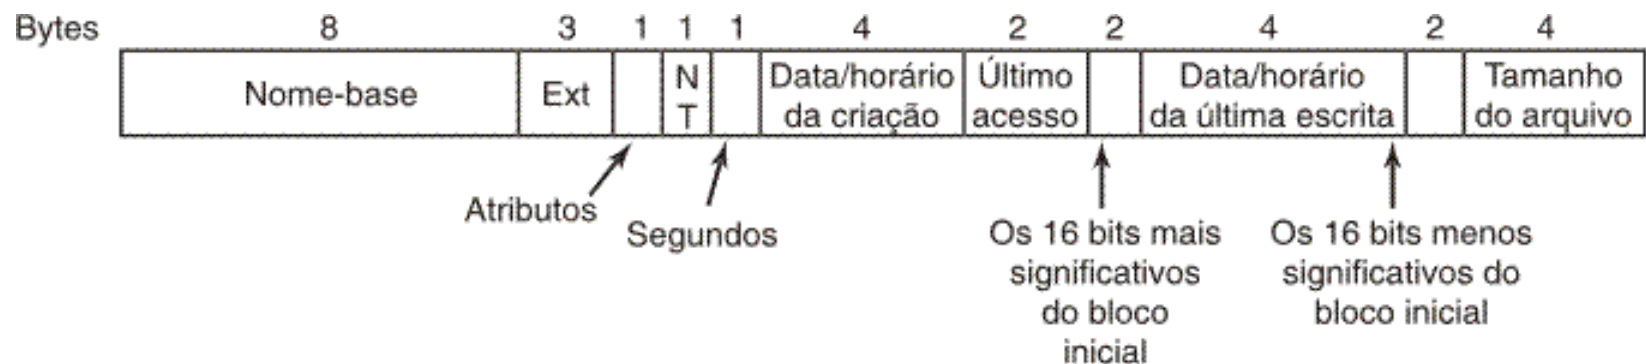 Bytes 8 3 1 1 1 4 2 2 4 2 4
Nome-base Ext N T Data/horário da criação Último acesso Data/horário da última escrita Tamanho do arquivo
Atributos
Segundos
Os 16 bits mais
significativos
do bloco
inicial
Os 16 bits menos
significativos do
bloco inicial